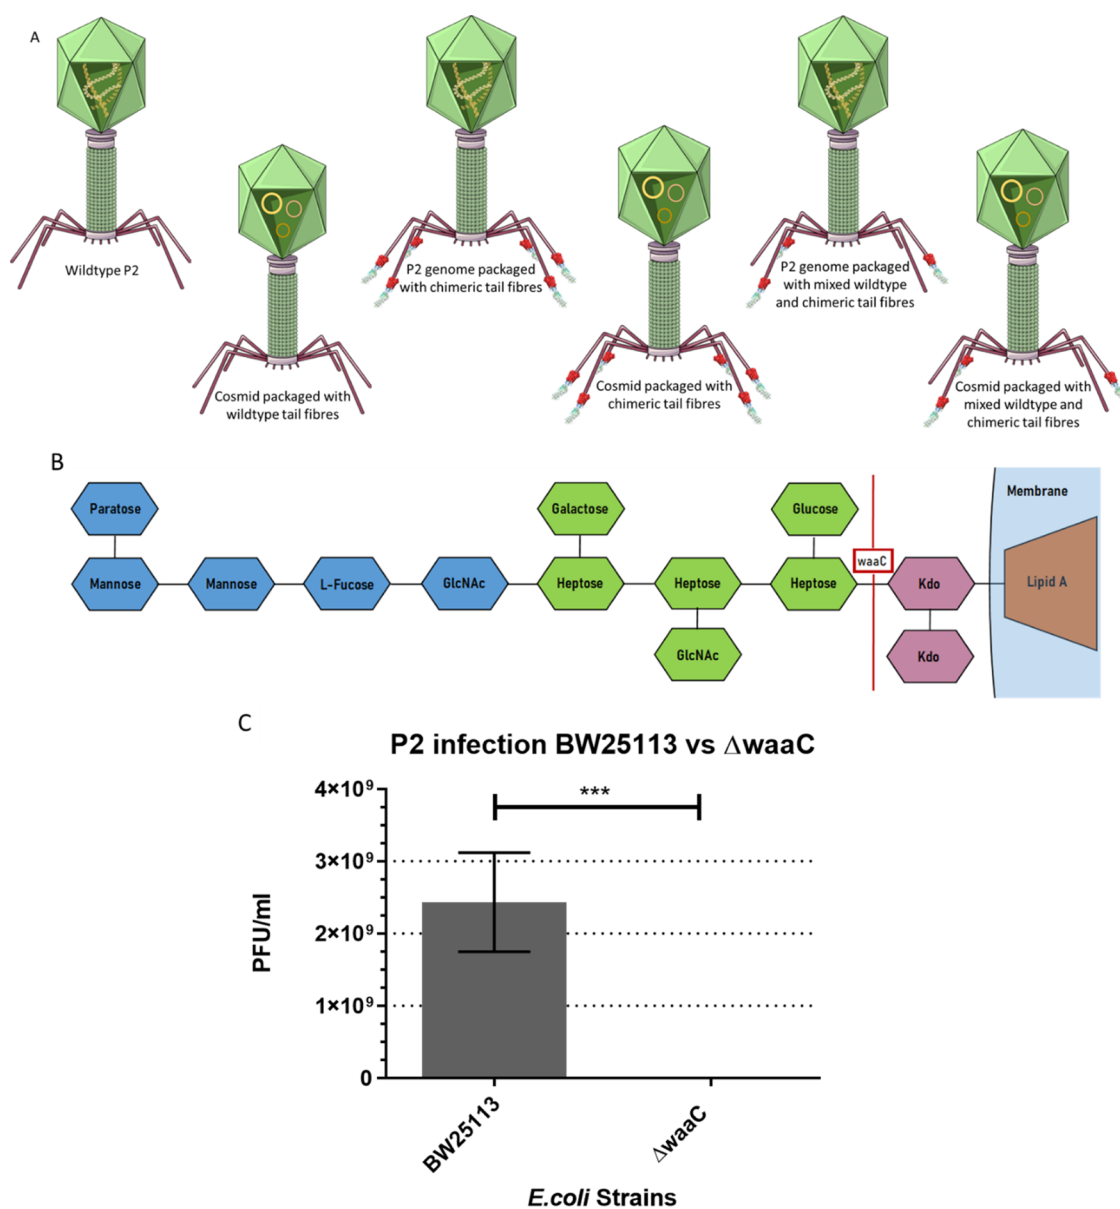 A
Wildtype P2
Cosmid packaged with
wildtype tail fibres
P2 genome packaged
with chimeric tail fibres
Cosmid packaged with
chimeric tail fibres
P2 genome packaged
with mixed wildtype
and chimeric tail fibres
Cosmid packaged with
mixed wildtype and
chimeric tail fibres
B
Paratose
Galactose
Glucose
Membrane
Mannose
Mannose
L-Fucose
GlcNAc
Heptose
Heptose
Heptose
waaC
Kdo
Lipid A
GlcNAc
Kdo
C
P2 infection BW25113 vs ΔwaaC
4×10⁹
***
3×10⁹
2×10⁹
1×10⁹
0
PFU/ml
BW25113
ΔwaaC
E.coli Strains